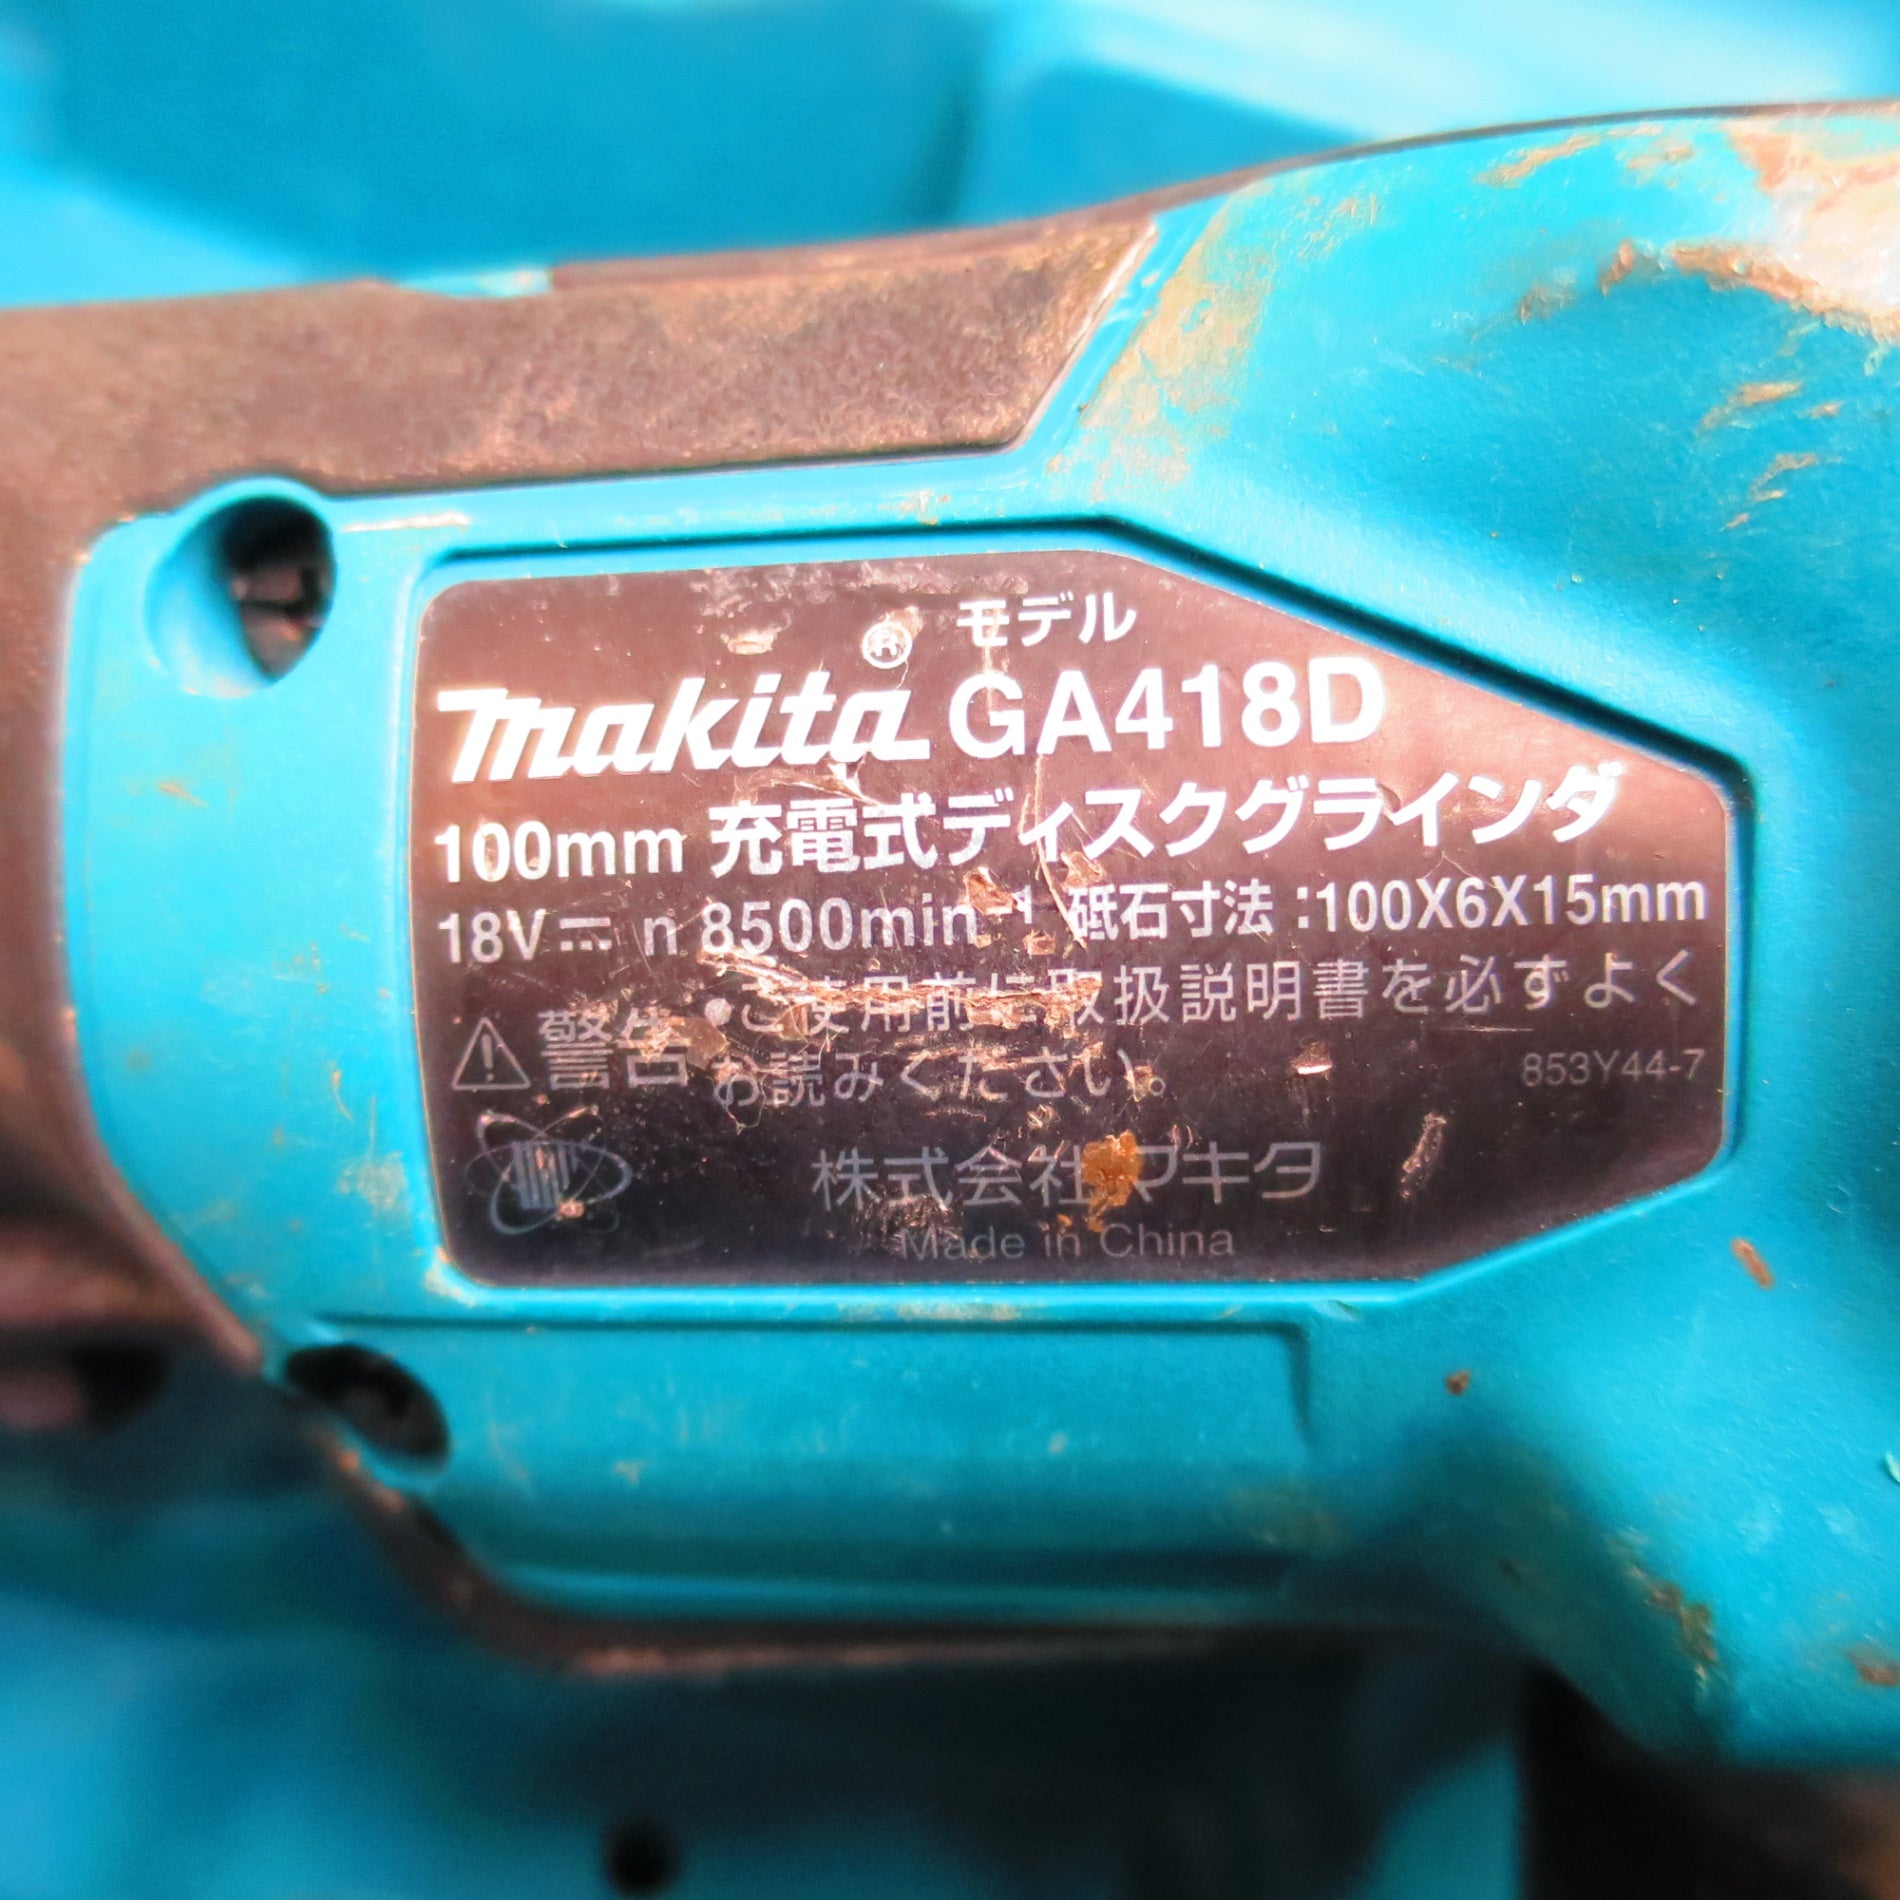 モデル
makita® GA418D
100mm 充電式ディスクグラインダ
18V⎓ n 8500min⁻¹ 砥石寸法:100X6X15mm
⚠警告 •ご使用前に取扱説明書を必ずよく
お読みください。
853Y44-7
株式会社マキタ
Made in China